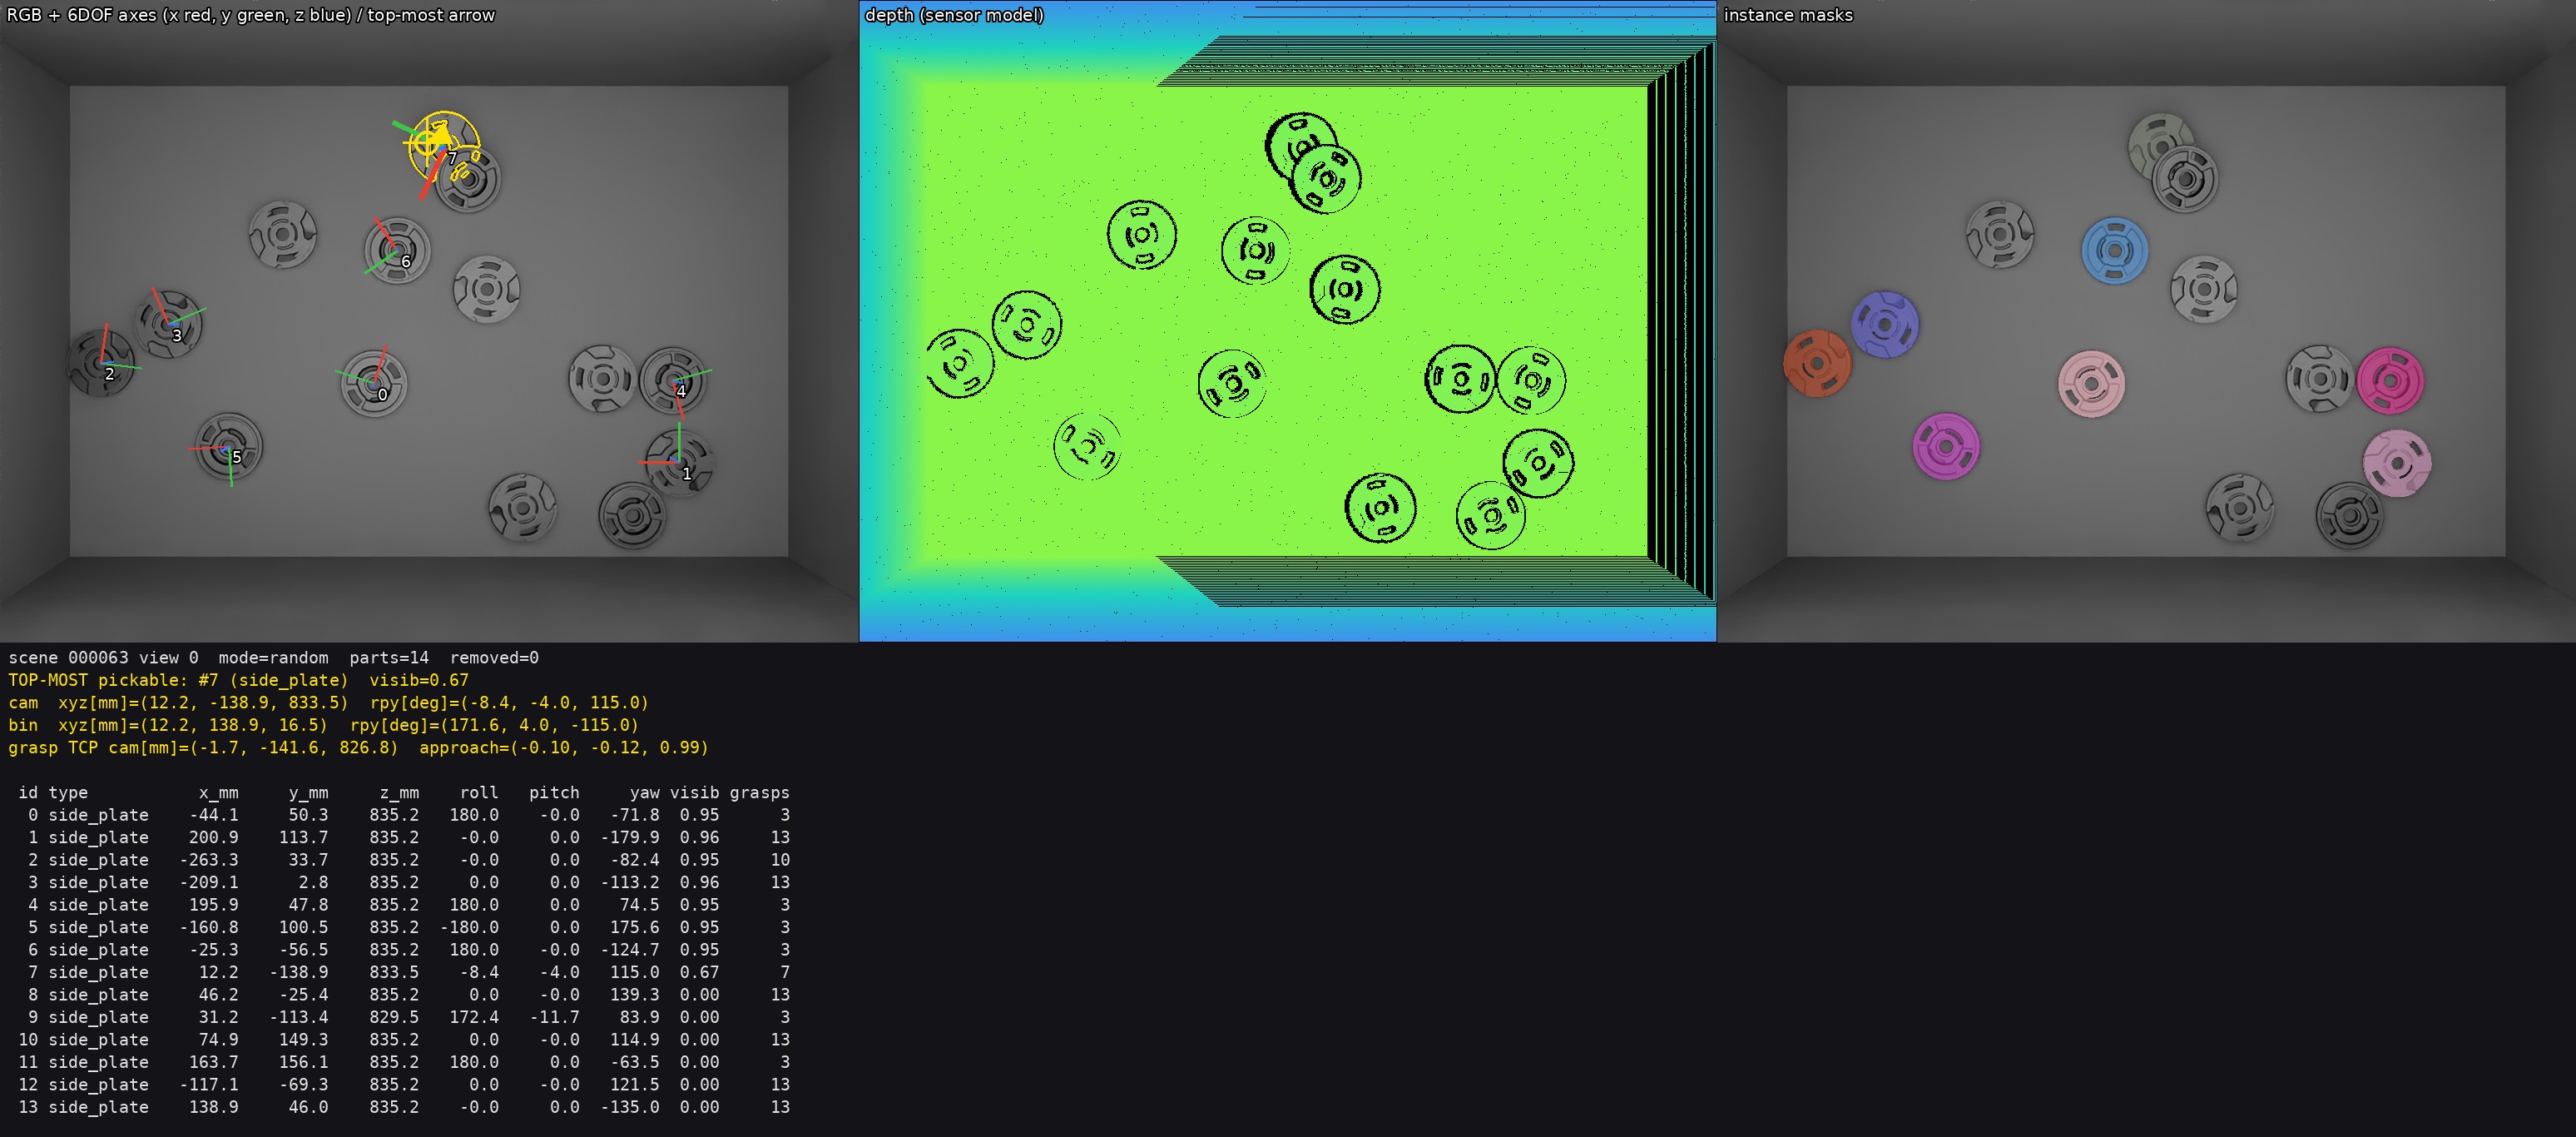 RGB + 6DOF axes (x red, y green, z blue) / top-most arrow
depth (sensor model)
instance masks
7
6
3
2
0
4
5
1
scene 000063 view 0  mode=random  parts=14  removed=0
TOP-MOST pickable: #7 (side_plate)  visib=0.67
cam  xyz[mm]=(12.2, -138.9, 833.5)  rpy[deg]=(-8.4, -4.0, 115.0)
bin  xyz[mm]=(12.2, 138.9, 16.5)  rpy[deg]=(171.6, 4.0, -115.0)
grasp TCP cam[mm]=(-1.7, -141.6, 826.8)  approach=(-0.10, -0.12, 0.99)
id type x_mm y_mm z_mm roll pitch yaw visib grasps
0 side_plate -44.1 50.3 835.2 180.0 -0.0 -71.8 0.95 3
1 side_plate 200.9 113.7 835.2 -0.0 0.0 -179.9 0.96 13
2 side_plate -263.3 33.7 835.2 -0.0 0.0 -82.4 0.95 10
3 side_plate -209.1 2.8 835.2 0.0 0.0 -113.2 0.96 13
4 side_plate 195.9 47.8 835.2 180.0 0.0 74.5 0.95 3
5 side_plate -160.8 100.5 835.2 -180.0 0.0 175.6 0.95 3
6 side_plate -25.3 -56.5 835.2 180.0 -0.0 -124.7 0.95 3
7 side_plate 12.2 -138.9 833.5 -8.4 -4.0 115.0 0.67 7
8 side_plate 46.2 -25.4 835.2 0.0 -0.0 139.3 0.00 13
9 side_plate 31.2 -113.4 829.5 172.4 -11.7 83.9 0.00 3
10 side_plate 74.9 149.3 835.2 0.0 -0.0 114.9 0.00 13
11 side_plate 163.7 156.1 835.2 180.0 0.0 -63.5 0.00 3
12 side_plate -117.1 -69.3 835.2 0.0 -0.0 121.5 0.00 13
13 side_plate 138.9 46.0 835.2 -0.0 0.0 -135.0 0.00 13